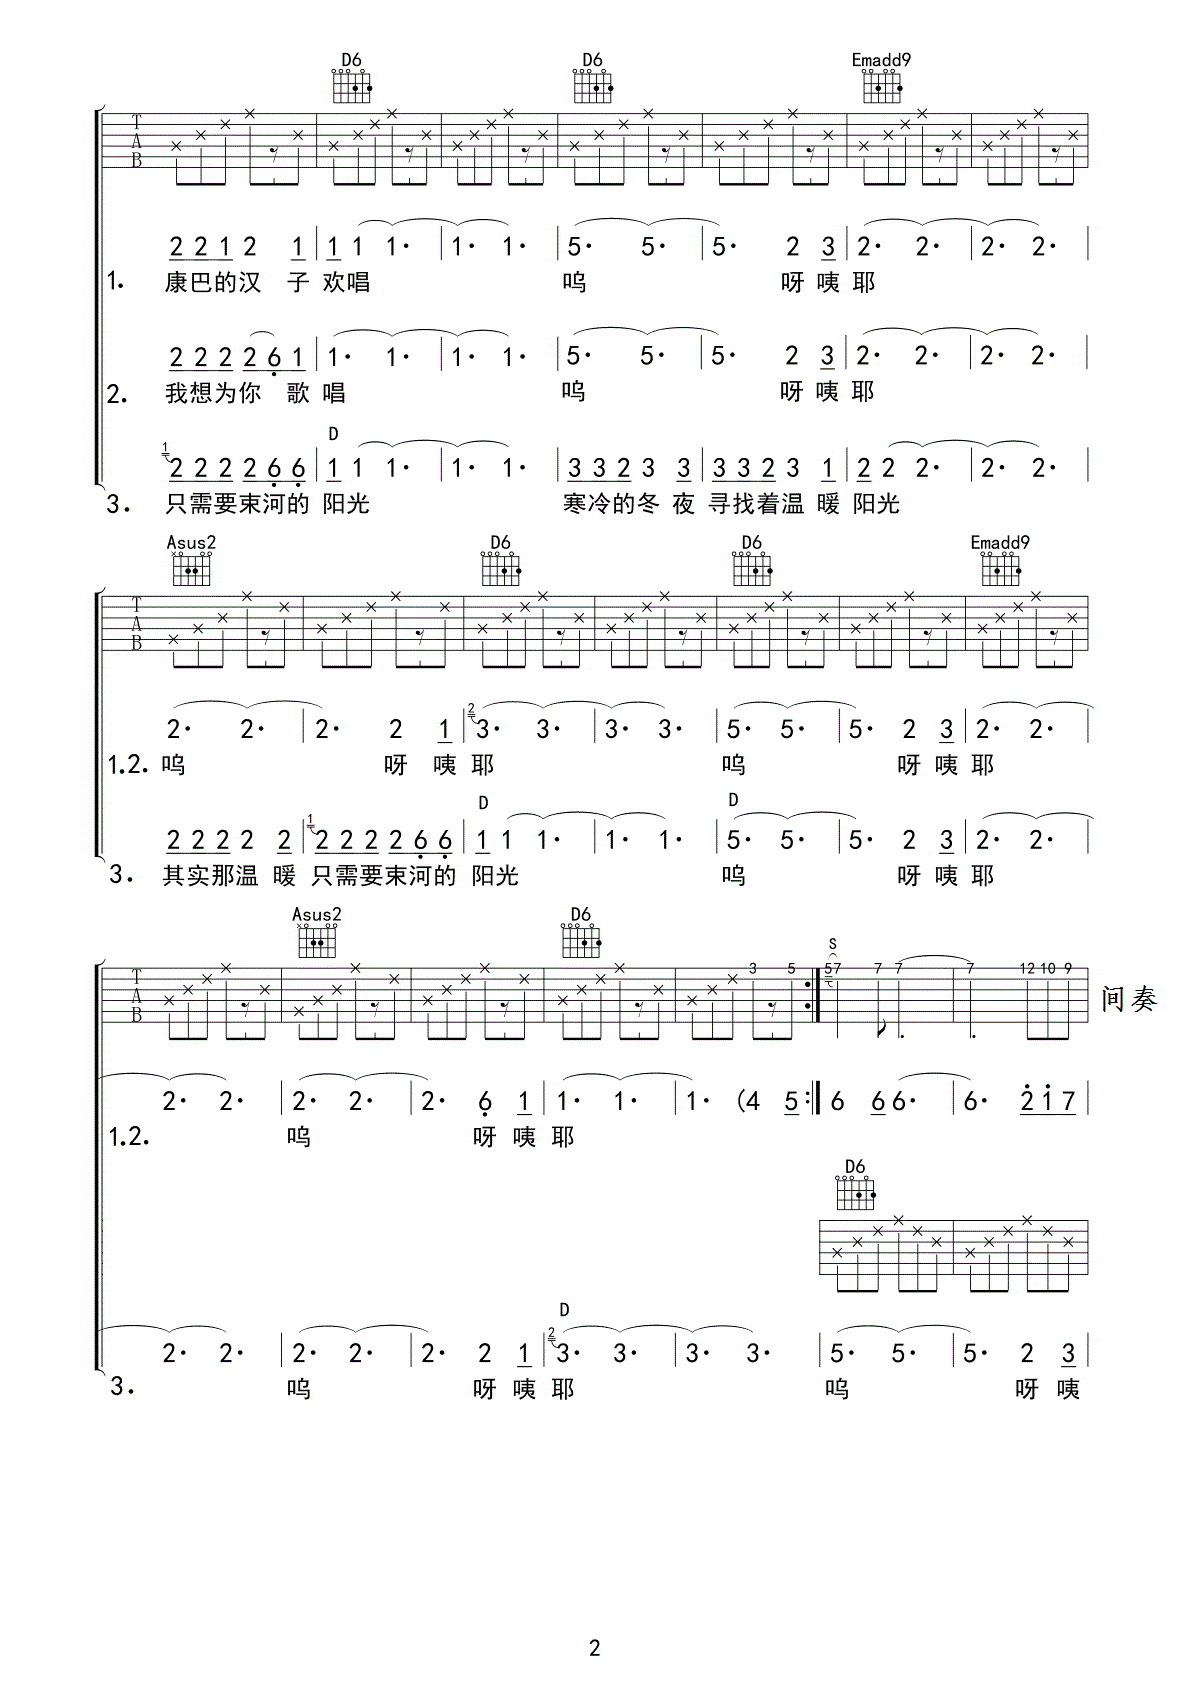 D6 D6 Emadd9
T A B
2 2 1 2 1 | 1 1 1· | 1· 1· | 5· 5· | 5· 2 3 | 2· 2· | 2· 2· |
1. 康巴的汉 子 欢唱 呜 呀 咦 耶
2 2 2 2 6 1 | 1· 1· | 1· 1· | 5· 5· | 5· 2 3 | 2· 2· | 2· 2· |
2. 我想为你 歌 唱 呜 呀 咦 耶
D
1 2 2 2 2 6 6 | 1 1 1· | 1· 1· | 3 3 2 3 3 | 3 3 2 3 1 | 2 2 2· | 2· 2· |
3. 只需要束河的 阳光 寒冷的冬 夜 寻找着温 暖 阳光
Asus2 D6 D6 Emadd9
T A B
2· 2· | 2· 2 1 | 2 3· 3· | 3· 3· | 5· 5· | 5· 2 3 | 2· 2· |
1.2. 呜 呀 咦 耶 呜 呀 咦 耶
D D
2 2 2 2 2 | 1 2 2 2 2 6 6 | 1 1 1· | 1· 1· | 5· 5· | 5· 2 3 | 2· 2· |
3. 其实那温 暖 只需要束河的 阳光 呜 呀 咦 耶
Asus2 D6 S
T A B 3 5 5 7 7 7 7 12 10 9 间奏
2· 2· | 2· 2· | 2· 6 1 | 1· 1· | 1· (4 5 :| 6 6 6· | 6· 2 1 7 |
1.2. 呜 呀 咦 耶
D6
D
2· 2· | 2· 2· | 2· 2 1 | 2 3· 3· | 3· 3· | 5· 5· | 5· 2 3 |
3. 呜 呀 咦 耶 呜 呀 咦
2